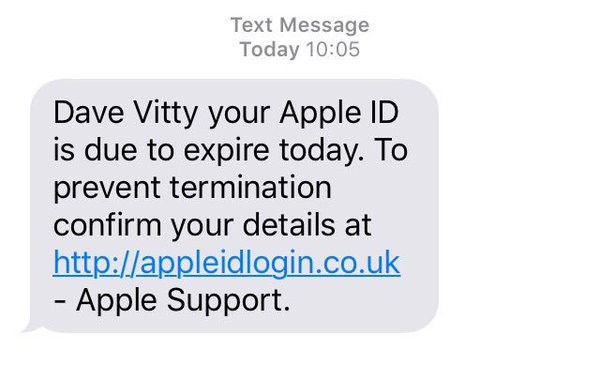 Text Message
Today 10:05
Dave Vitty your Apple ID
is due to expire today. To
prevent termination
confirm your details at
http://appleidlogin.co.uk
- Apple Support.